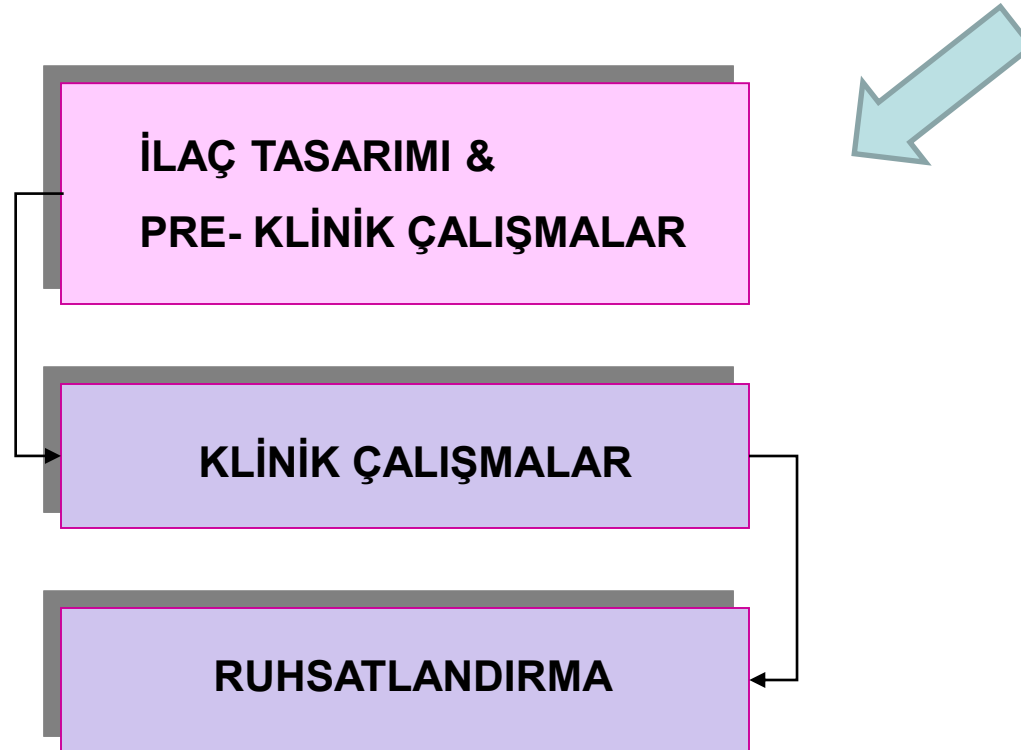 İLAÇ TASARIMI &
PRE- KLİNİK ÇALIŞMALAR
KLİNİK ÇALIŞMALAR
RUHSATLANDIRMA